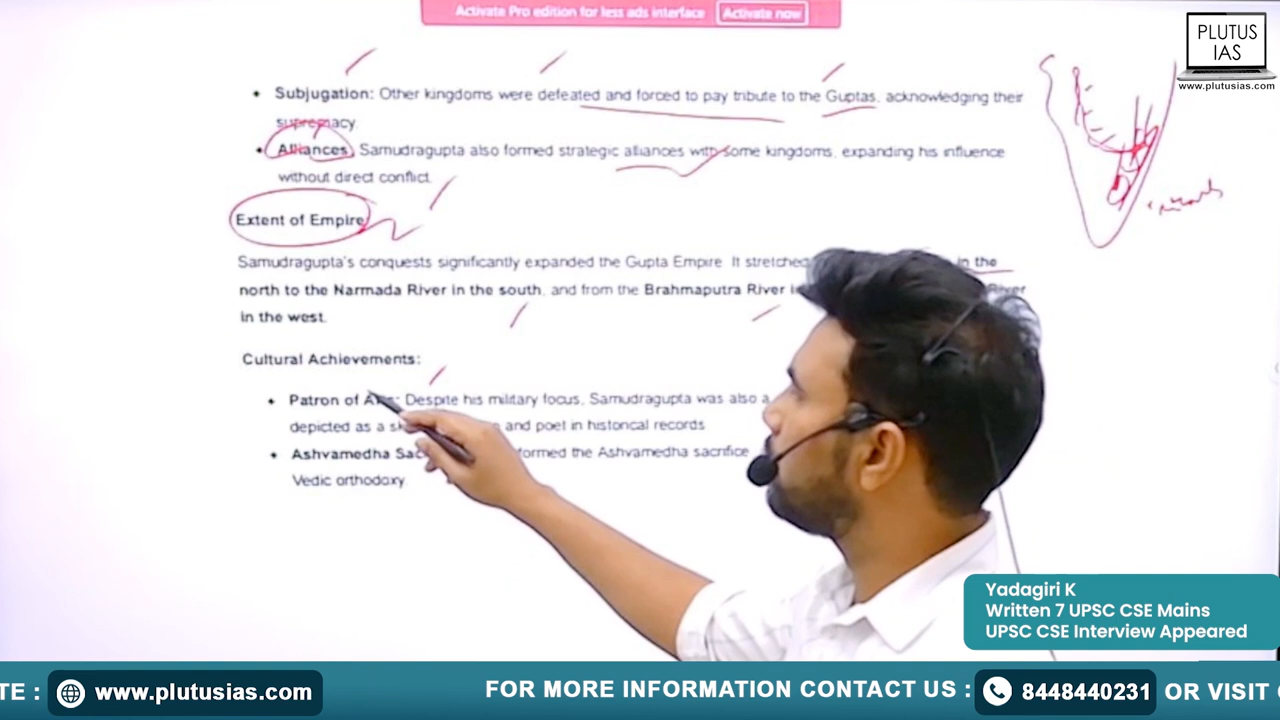 Activate Pro edition for less ads interface Activate now
PLUTUS
IAS
www.plutusias.com
• Subjugation: Other kingdoms were defeated and forced to pay tribute to the Guptas, acknowledging their
supremacy.
• Alliances: Samudragupta also formed strategic alliances with some kingdoms, expanding his influence
without direct conflict.
Extent of Empire
Samudragupta's conquests significantly expanded the Gupta Empire. It stretched in the
north to the Narmada River in the south, and from the Brahmaputra River
in the west.
Cultural Achievements:
• Patron of Despite his military focus, Samudragupta was also a
depicted as a and poet in historical records
• Ashvamedha the Ashvamedha sacrifice
Vedic orthodoxy.
Yadagiri K
Written 7 UPSC CSE Mains
UPSC CSE Interview Appeared
TE : www.plutusias.com FOR MORE INFORMATION CONTACT US : 8448440231 OR VISIT